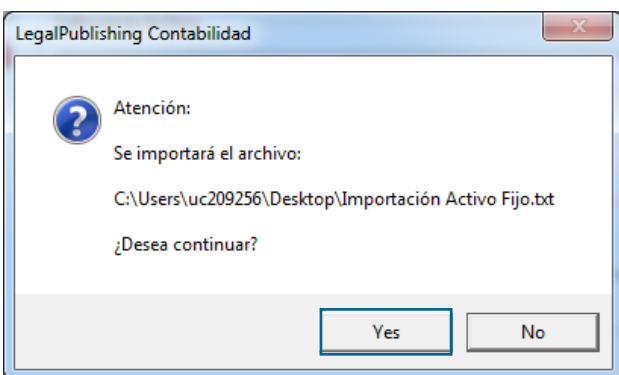 LegalPublishing Contabilidad
Atención:
Se importará el archivo:
C:\Users\uc209256\Desktop\Importación Activo Fijo.txt
¿Desea continuar?
Yes
No